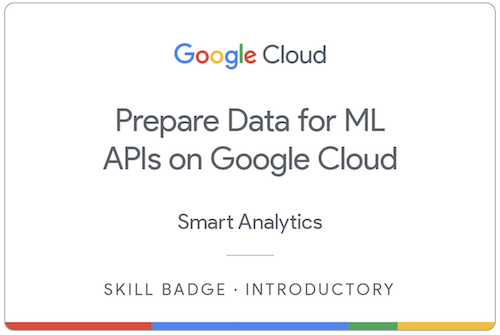 Google Cloud
Prepare Data for ML
APIs on Google Cloud
Smart Analytics
SKILL BADGE · INTRODUCTORY